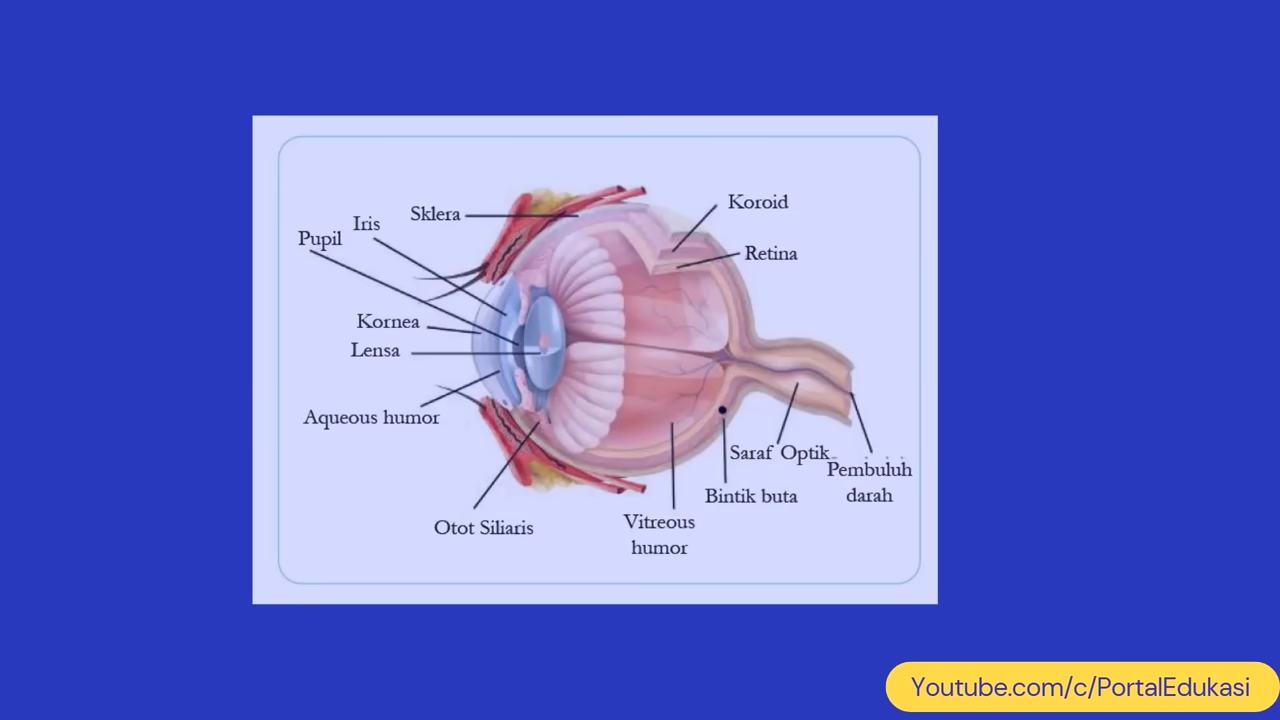 Koroid
Sklera
Iris
Pupil
Retina
Kornea
Lensa
Aqueous humor
Saraf Optik
Pembuluh
darah
Bintik buta
Otot Siliaris
Vitreous
humor
Youtube.com/c/PortalEdukasi